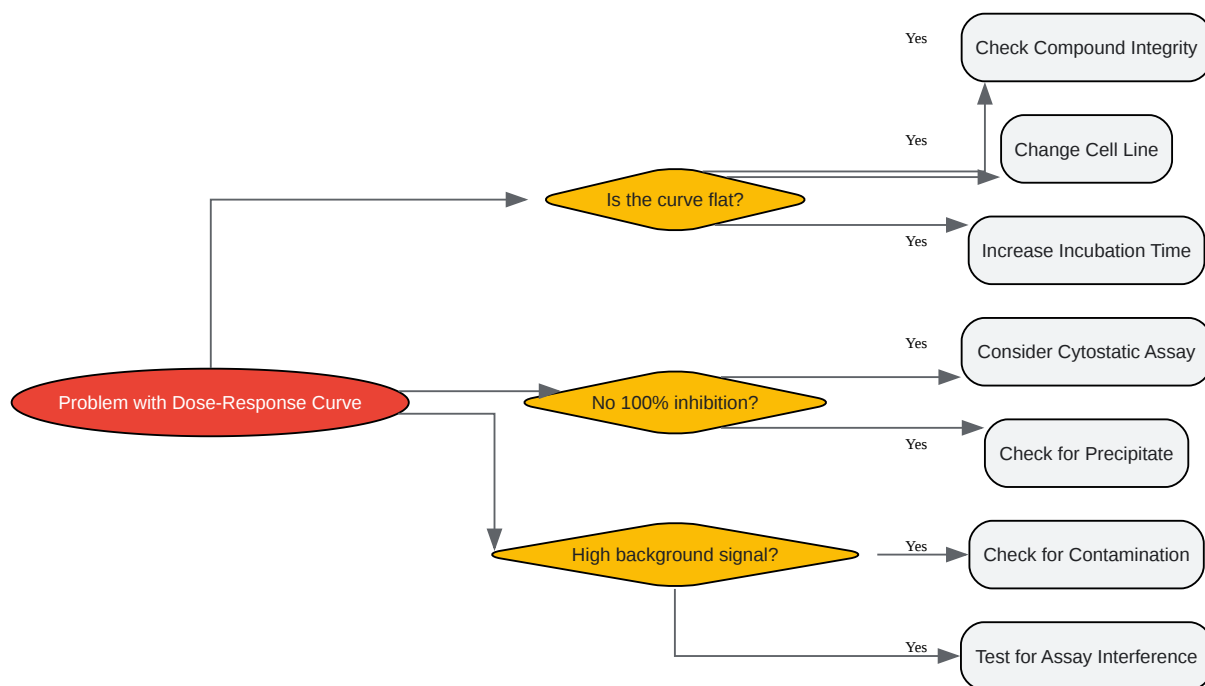 Yes
Check Compound Integrity
Yes
Change Cell Line
Is the curve flat?
Yes
Increase Incubation Time
Yes
Consider Cytostatic Assay
Problem with Dose-Response Curve
No 100% inhibition?
Yes
Check for Precipitate
High background signal?
Yes
Check for Contamination
Yes
Test for Assay Interference